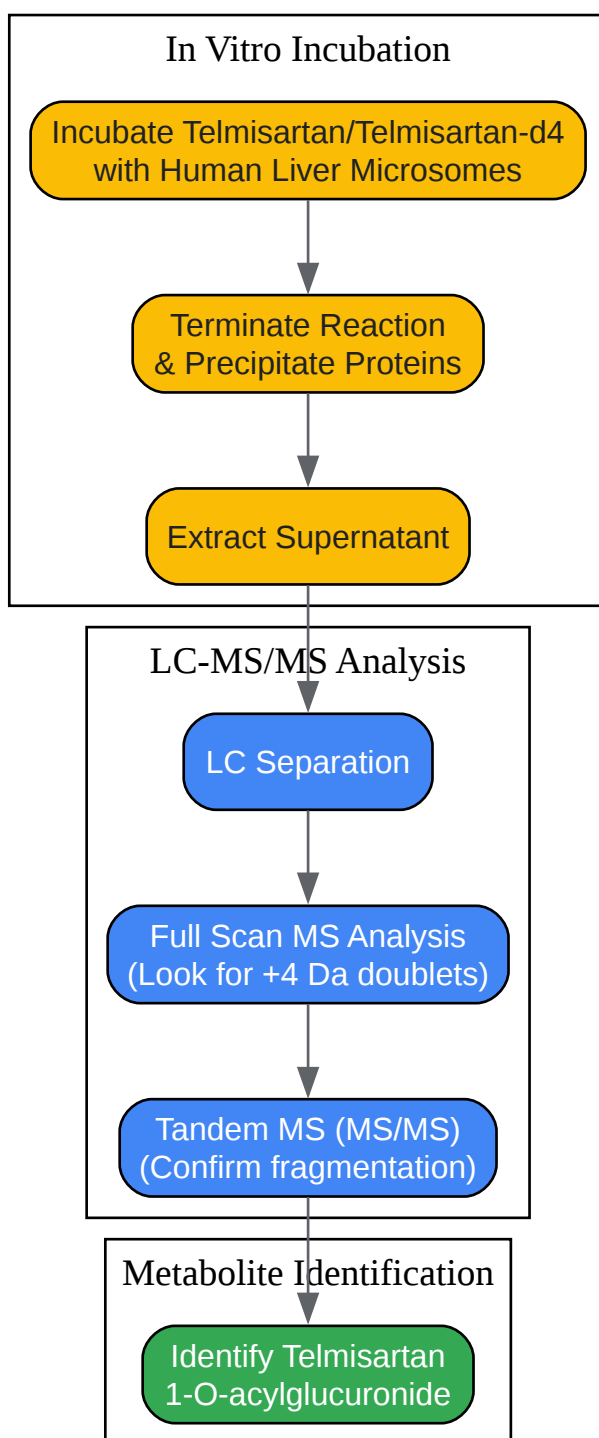 In Vitro Incubation
Incubate Telmisartan/Telmisartan-d4
with Human Liver Microsomes
Terminate Reaction
& Precipitate Proteins
Extract Supernatant
LC-MS/MS Analysis
LC Separation
Full Scan MS Analysis
(Look for +4 Da doublets)
Tandem MS (MS/MS)
(Confirm fragmentation)
Metabolite Identification
Identify Telmisartan
1-O-acylglucuronide